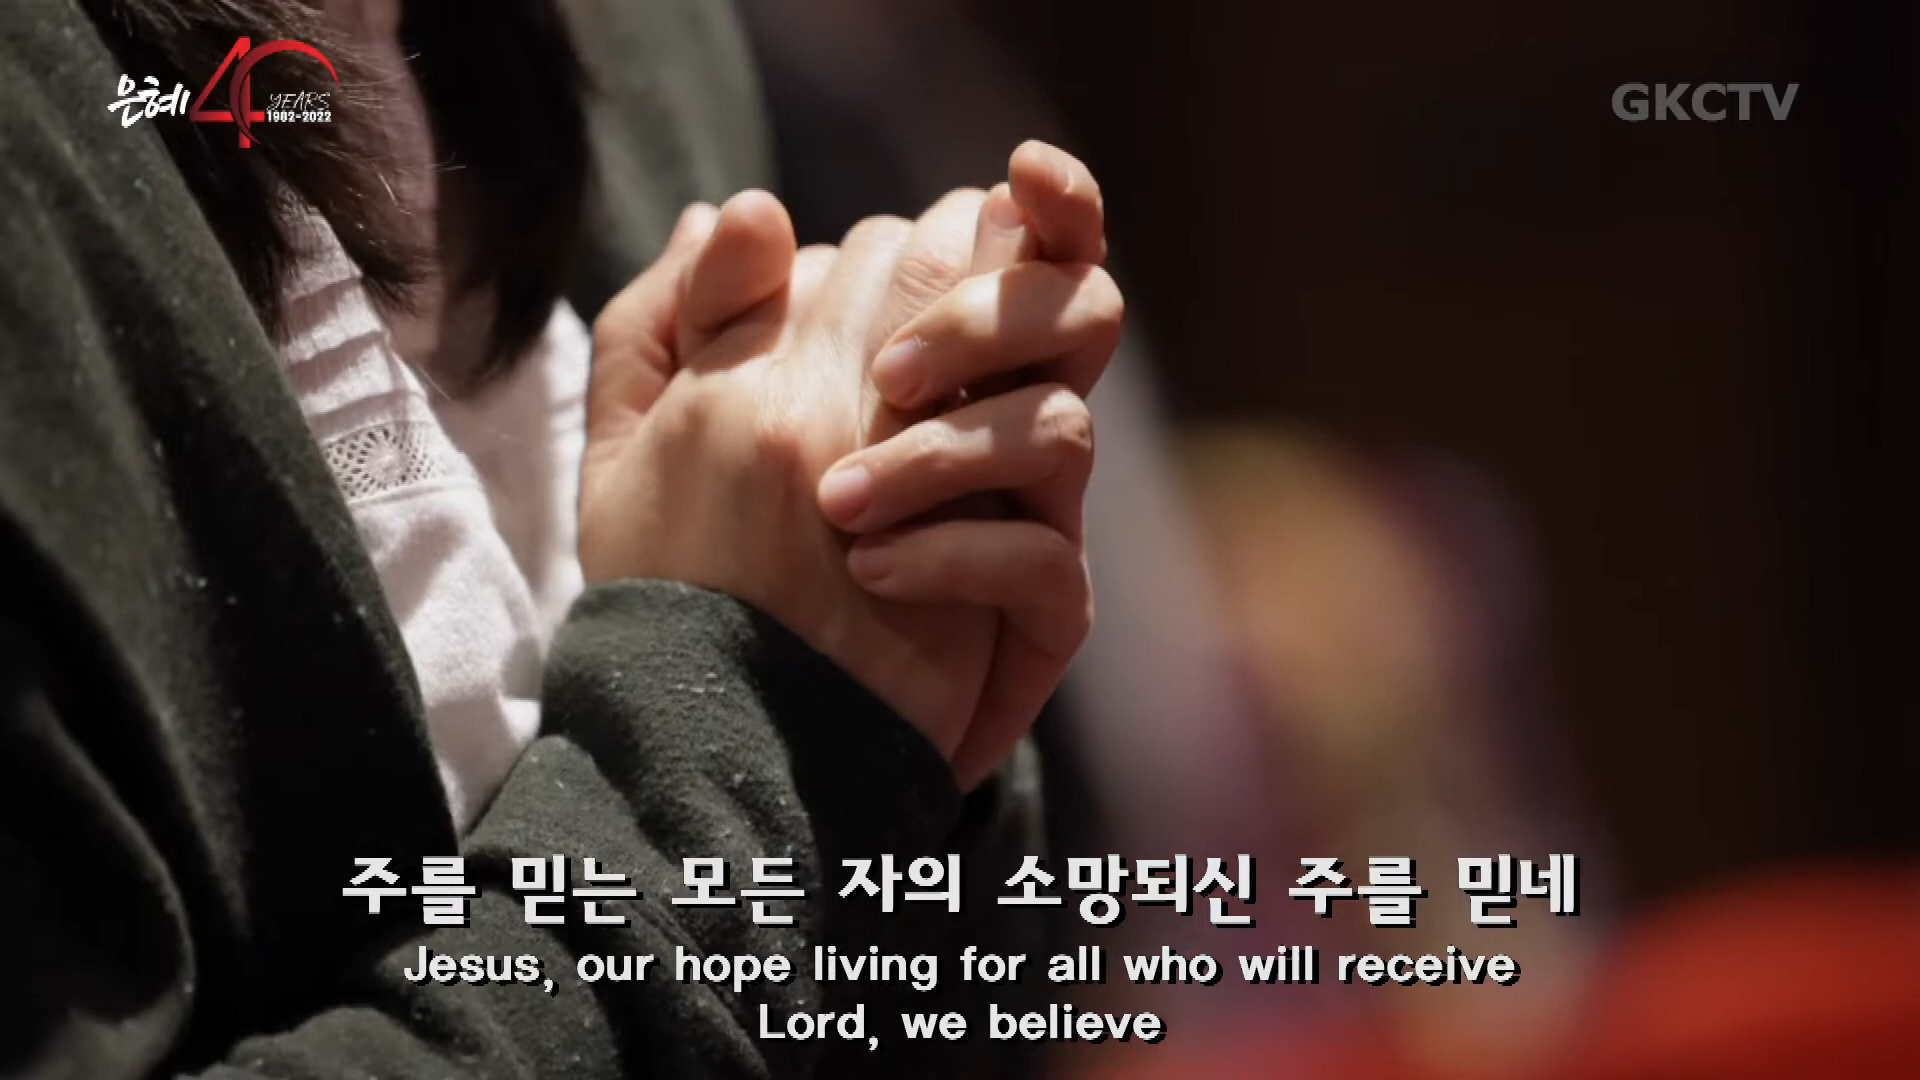 은혜 40 YEARS
1982-2022
GKCTV
주를 믿는 모든 자의 소망되신 주를 믿네
Jesus, our hope living for all who will receive
Lord, we believe